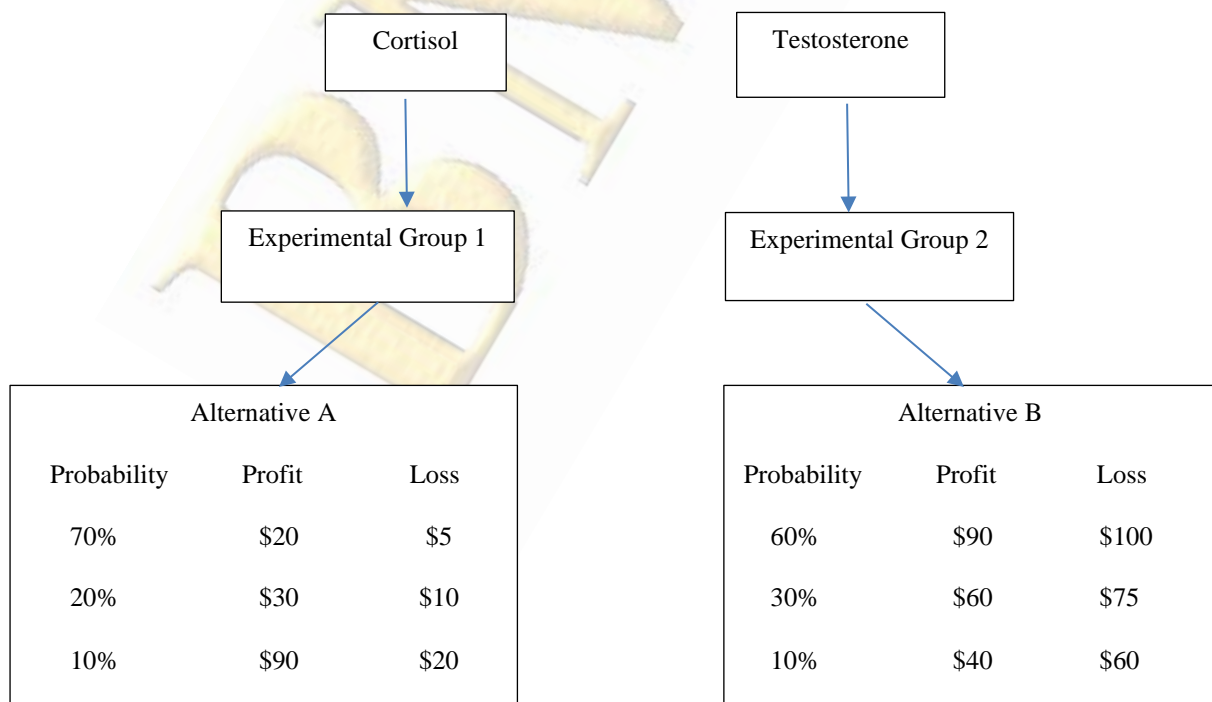 Cortisol
Testosterone
Experimental Group 1
Experimental Group 2
Alternative A
Probability Profit Loss
70% $20 $5
20% $30 $10
10% $90 $20
Alternative B
Probability Profit Loss
60% $90 $100
30% $60 $75
10% $40 $60